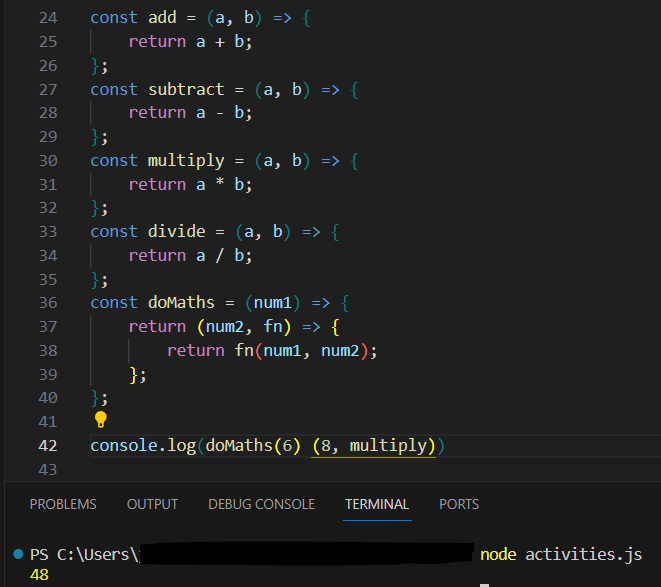 24 const add = (a, b) => {
25 return a + b;
26 };
27 const subtract = (a, b) => {
28 return a - b;
29 };
30 const multiply = (a, b) => {
31 return a * b;
32 };
33 const divide = (a, b) => {
34 return a / b;
35 };
36 const doMaths = (num1) => {
37 return (num2, fn) => {
38 return fn(num1, num2);
39 };
40 };
41
42 console.log(doMaths(6) (8, multiply))
43
PROBLEMS OUTPUT DEBUG CONSOLE TERMINAL PORTS
PS C:\Users\ node activities.js
48